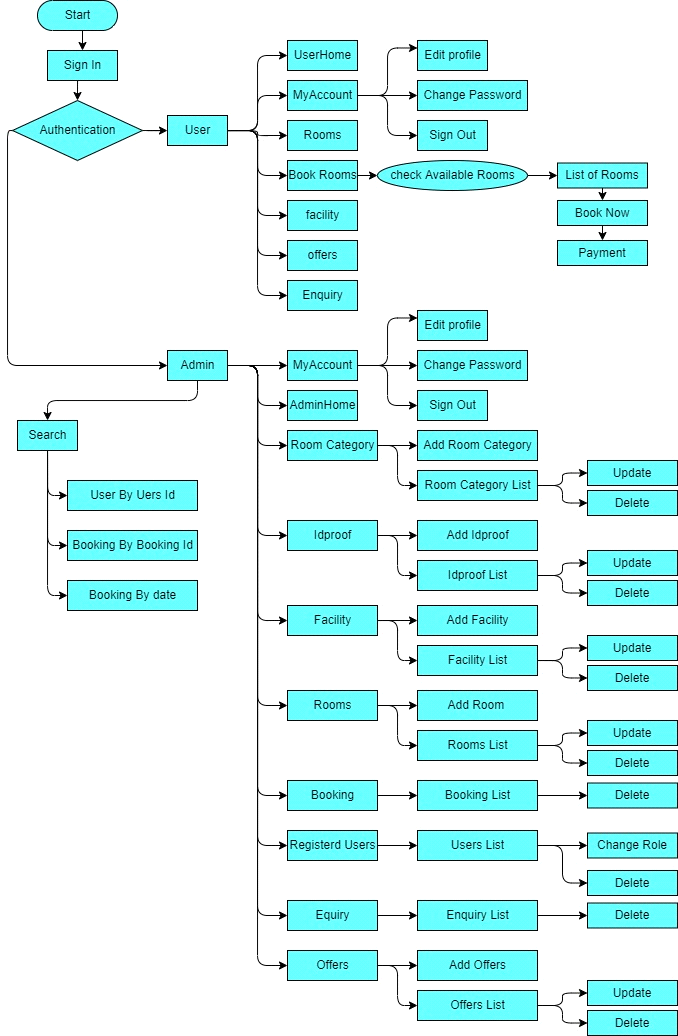 Start
Sign In
Authentication
User
UserHome
MyAccount
Edit profile
Change Password
Sign Out
Rooms
Book Rooms
check Available Rooms
List of Rooms
Book Now
Payment
facility
offers
Enquiry
Admin
MyAccount
Edit profile
Change Password
Sign Out
AdminHome
Search
User By Uers Id
Booking By Booking Id
Booking By date
Room Category
Add Room Category
Room Category List
Update
Delete
Idproof
Add Idproof
Idproof List
Update
Delete
Facility
Add Facility
Facility List
Update
Delete
Rooms
Add Room
Rooms List
Update
Delete
Booking
Booking List
Delete
Registerd Users
Users List
Change Role
Delete
Equiry
Enquiry List
Delete
Offers
Add Offers
Offers List
Update
Delete